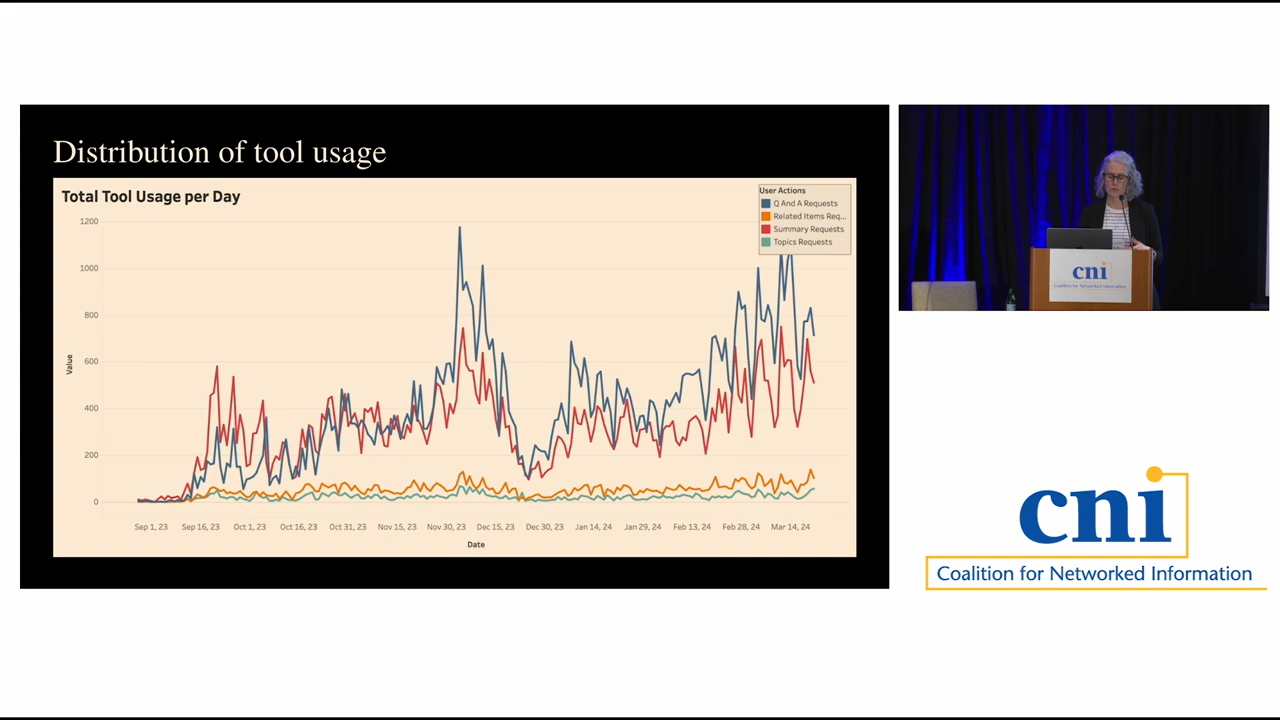 Distribution of tool usage
Total Tool Usage per Day
User Actions
Q And A Requests
Related Items Req...
Summary Requests
Topics Requests
1200
1000
800
600
400
200
0
Value
Sep 1, 23 Sep 16, 23 Oct 1, 23 Oct 16, 23 Oct 31, 23 Nov 15, 23 Nov 30, 23 Dec 15, 23 Dec 30, 23 Jan 14, 24 Jan 29, 24 Feb 13, 24 Feb 28, 24 Mar 14, 24
Date
cni
Coalition for Networked Information
cni
Coalition for Networked Information